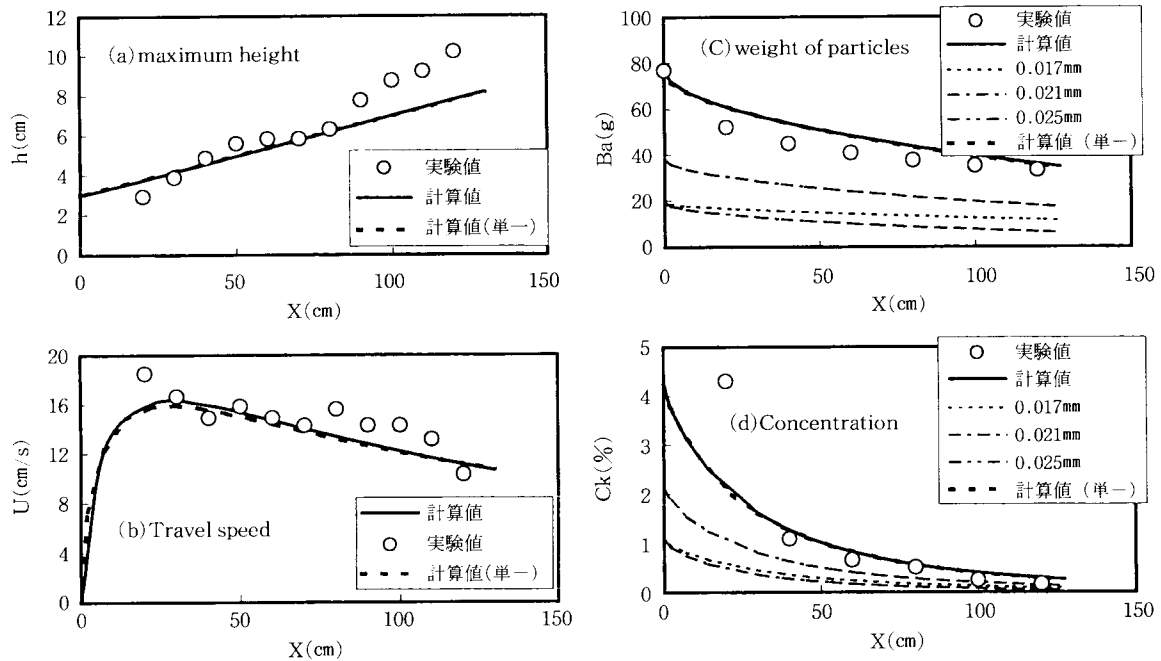 (a) maximum height
12
10
8
6
4
2
0
h(cm)
0
50
100
150
X(cm)
実験値
計算値
計算値(単一)
(C) weight of particles
100
80
60
40
20
0
Ba(g)
0
50
100
150
X(cm)
実験値
計算値
0.017mm
0.021mm
0.025mm
計算値 (単一)
(b) Travel speed
20
16
12
8
4
0
U(cm/s)
0
50
100
150
X(cm)
計算値
実験値
計算値(単一)
(d) Concentration
5
4
3
2
1
0
Ck(%)
0
50
100
150
X(cm)
実験値
計算値
0.017mm
0.021mm
0.025mm
計算値 (単一)